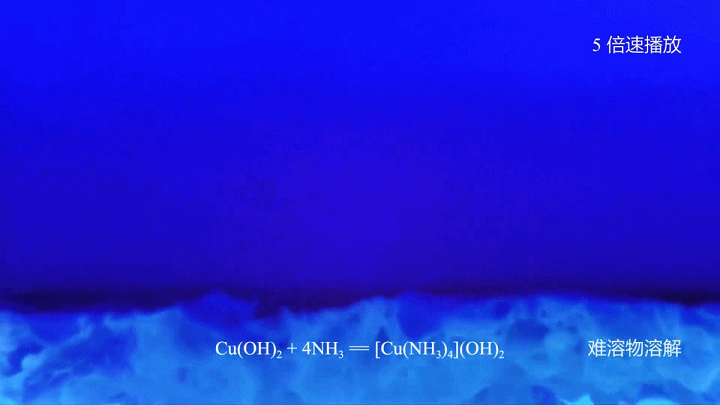 5 倍速播放
Cu(OH)₂ + 4NH₃ == [Cu(NH₃)₄](OH)₂
难溶物溶解